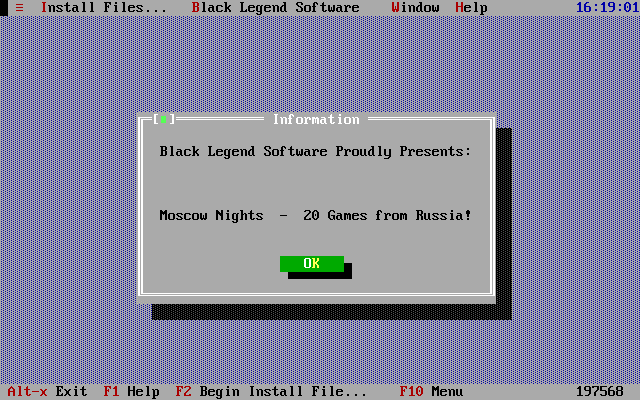 ≡ Install Files... Black Legend Software Window Help 16:19:01
[▮] Information
Black Legend Software Proudly Presents:
Moscow Nights - 20 Games from Russia!
OK
Alt-x Exit F1 Help F2 Begin Install File... F10 Menu 197568